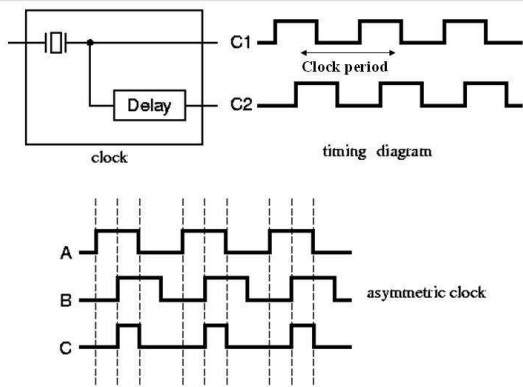 C1
Clock period
Delay
C2
clock
timing diagram
A
B
asymmetric clock
C